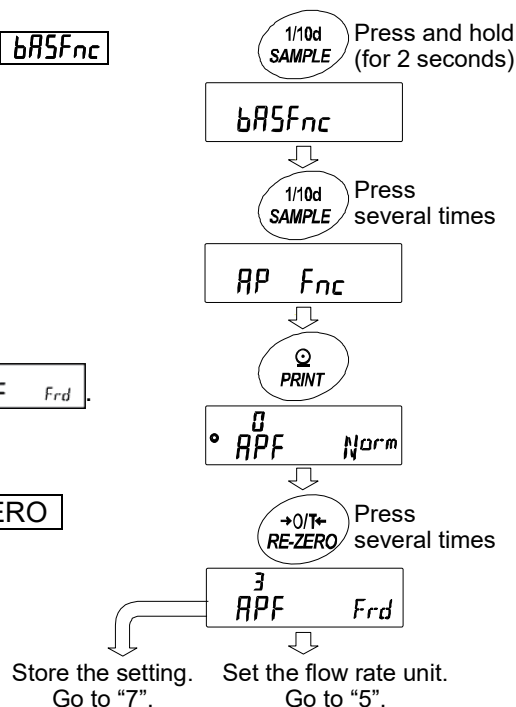 bASFnc
1/10d
SAMPLE
Press and hold
(for 2 seconds)
bASFnc
1/10d
SAMPLE
Press
several times
AP Fnc
PRINT
0
APF Norm
Frd .
→0/T←
RE-ZERO
Press
several times
ERO
3
APF Frd
Store the setting.
Go to “7”.
Set the flow rate unit.
Go to “5”.